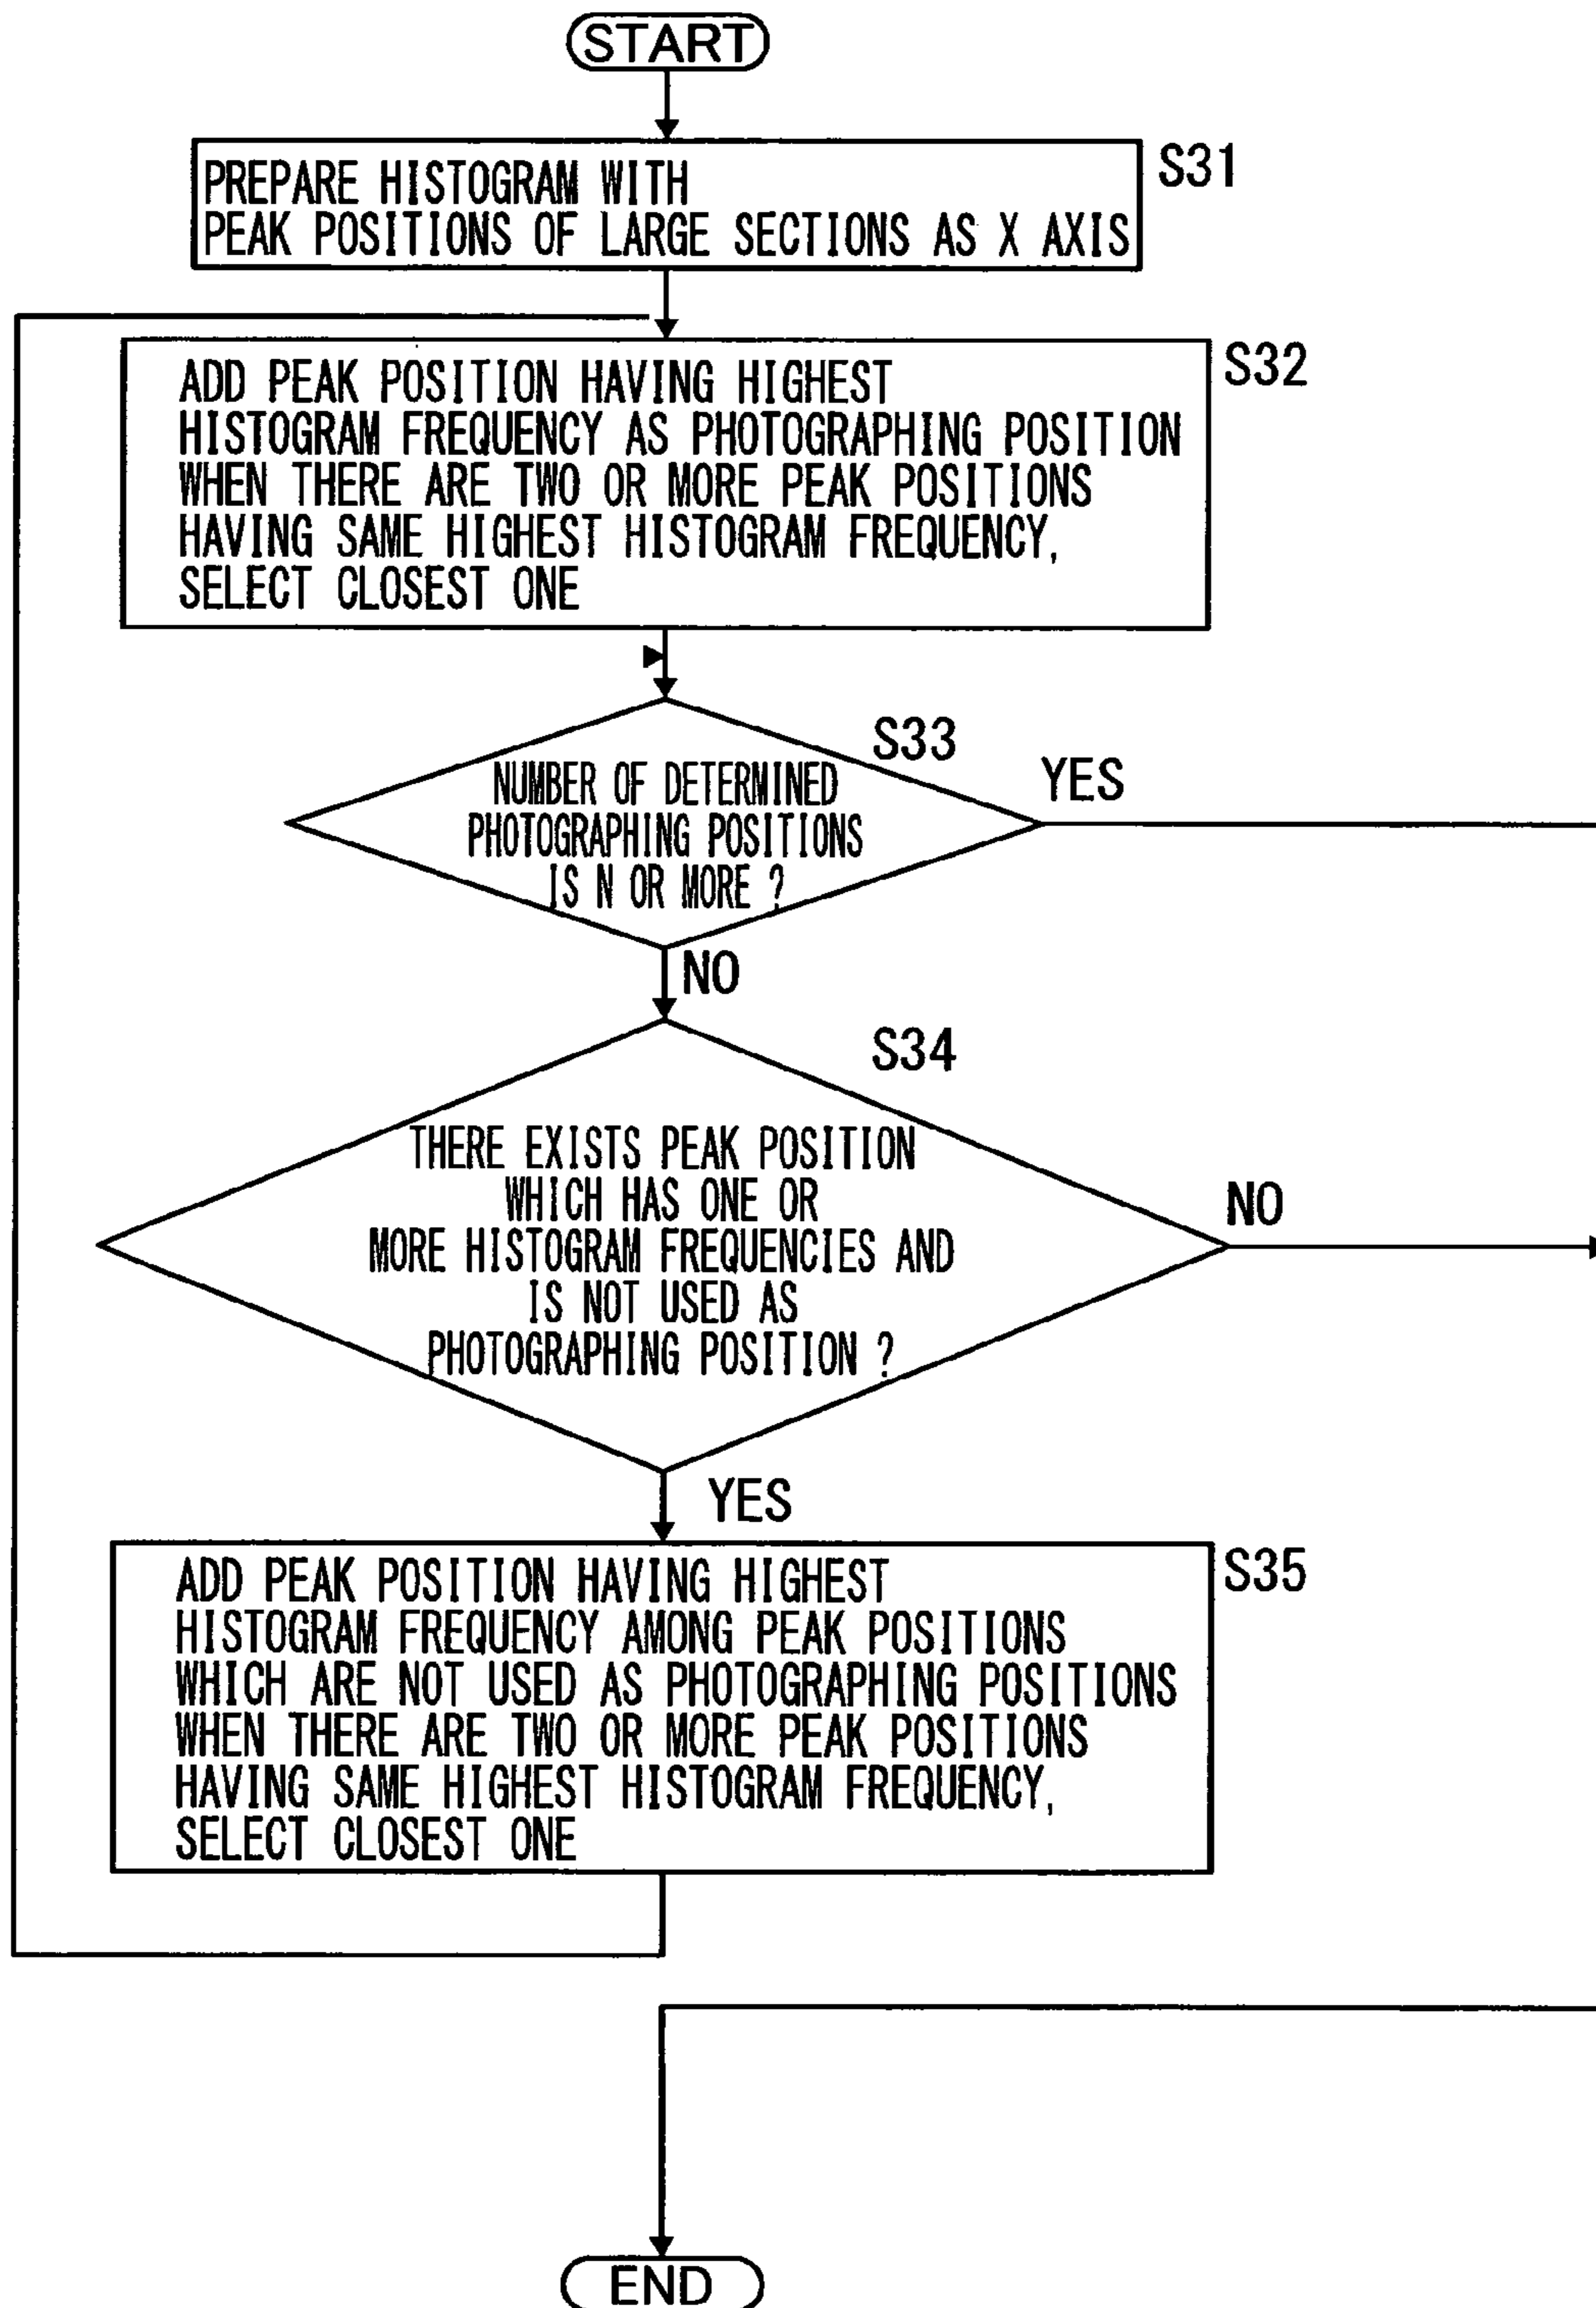 START
PREPARE HISTOGRAM WITH
PEAK POSITIONS OF LARGE SECTIONS AS X AXIS
S31
ADD PEAK POSITION HAVING HIGHEST
HISTOGRAM FREQUENCY AS PHOTOGRAPHING POSITION
WHEN THERE ARE TWO OR MORE PEAK POSITIONS
HAVING SAME HIGHEST HISTOGRAM FREQUENCY,
SELECT CLOSEST ONE
S32
S33
NUMBER OF DETERMINED
PHOTOGRAPHING POSITIONS
IS N OR MORE ?
YES
NO
S34
THERE EXISTS PEAK POSITION
WHICH HAS ONE OR
MORE HISTOGRAM FREQUENCIES AND
IS NOT USED AS
PHOTOGRAPHING POSITION ?
NO
YES
ADD PEAK POSITION HAVING HIGHEST
HISTOGRAM FREQUENCY AMONG PEAK POSITIONS
WHICH ARE NOT USED AS PHOTOGRAPHING POSITIONS
WHEN THERE ARE TWO OR MORE PEAK POSITIONS
HAVING SAME HIGHEST HISTOGRAM FREQUENCY,
SELECT CLOSEST ONE
S35
END